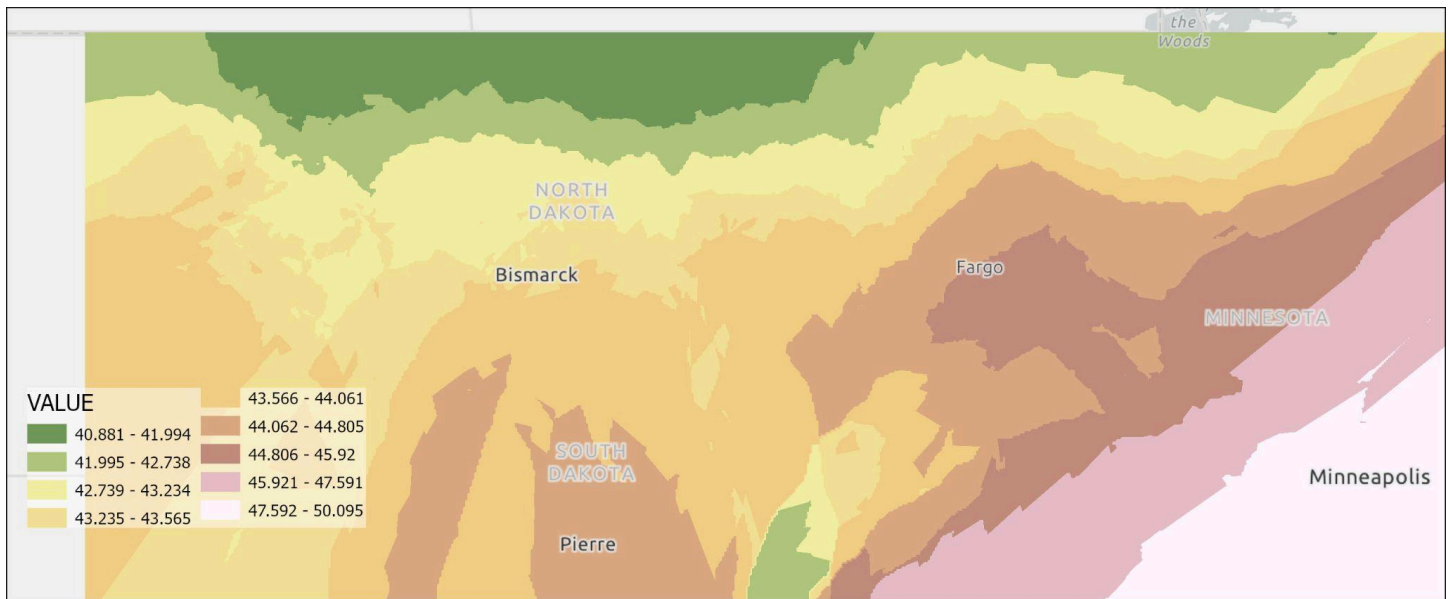 the
Woods
NORTH
DAKOTA
Bismarck
Fargo
MINNESOTA
VALUE
40.881 - 41.994
41.995 - 42.738
42.739 - 43.234
43.235 - 43.565
43.566 - 44.061
44.062 - 44.805
44.806 - 45.92
45.921 - 47.591
47.592 - 50.095
SOUTH
DAKOTA
Minneapolis
Pierre